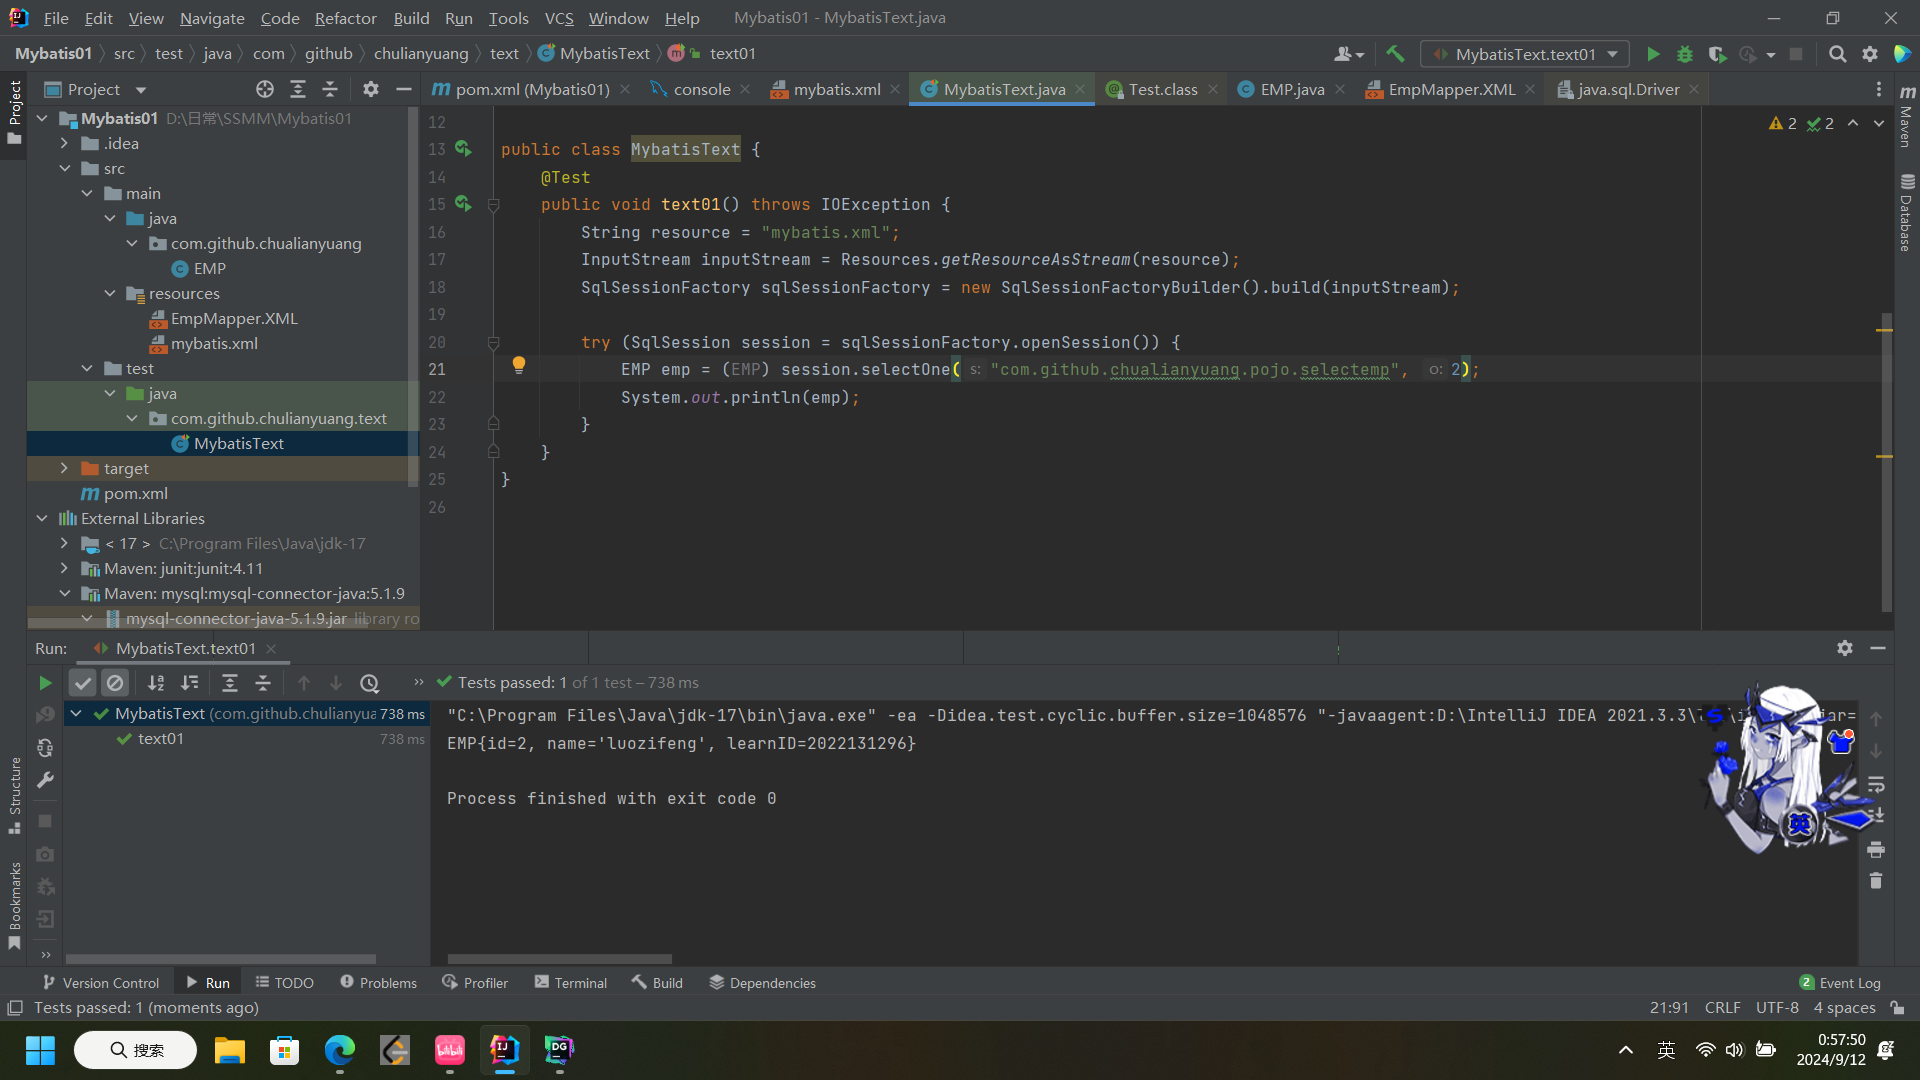 File Edit View Navigate Code Refactor Build Run Tools VCS Window Help Mybatis01 - MybatisText.java
Mybatis01 src test java com github chulianyuang text MybatisText text01
MybatisText.text01
Project
pom.xml (Mybatis01) console mybatis.xml MybatisText.java Test.class EMP.java EmpMapper.XML java.sql.Driver
Project
Maven
Database
Mybatis01 D:\日常\SSMM\Mybatis01
.idea
src
main
java
com.github.chualianyuang
EMP
resources
EmpMapper.XML
mybatis.xml
test
java
com.github.chulianyuang.text
MybatisText
target
pom.xml
External Libraries
< 17 > C:\Program Files\Java\jdk-17
Maven: junit:junit:4.11
Maven: mysql:mysql-connector-java:5.1.9
mysql-connector-java-5.1.9.jar library ro
2 2
12
13 public class MybatisText {
14 @Test
15 public void text01() throws IOException {
16 String resource = "mybatis.xml";
17 InputStream inputStream = Resources.getResourceAsStream(resource);
18 SqlSessionFactory sqlSessionFactory = new SqlSessionFactoryBuilder().build(inputStream);
19
20 try (SqlSession session = sqlSessionFactory.openSession()) {
21 EMP emp = (EMP) session.selectOne( s: "com.github.chualianyuang.pojo.selectemp", o: 2);
22 System.out.println(emp);
23 }
24 }
25 }
26
Run: MybatisText.text01
Tests passed: 1 of 1 test – 738 ms
MybatisText (com.github.chulianyua 738 ms
text01 738 ms
"C:\Program Files\Java\jdk-17\bin\java.exe" -ea -Didea.test.cyclic.buffer.size=1048576 "-javaagent:D:\IntelliJ IDEA 2021.3.3\
EMP{id=2, name='luozifeng', learnID=2022131296}
Process finished with exit code 0
英
Structure
Bookmarks
Version Control Run TODO Problems Profiler Terminal Build Dependencies 2 Event Log
Tests passed: 1 (moments ago) 21:91 CRLF UTF-8 4 spaces
搜索
bilibili
IJ
DG
英
0:57:50
2024/9/12